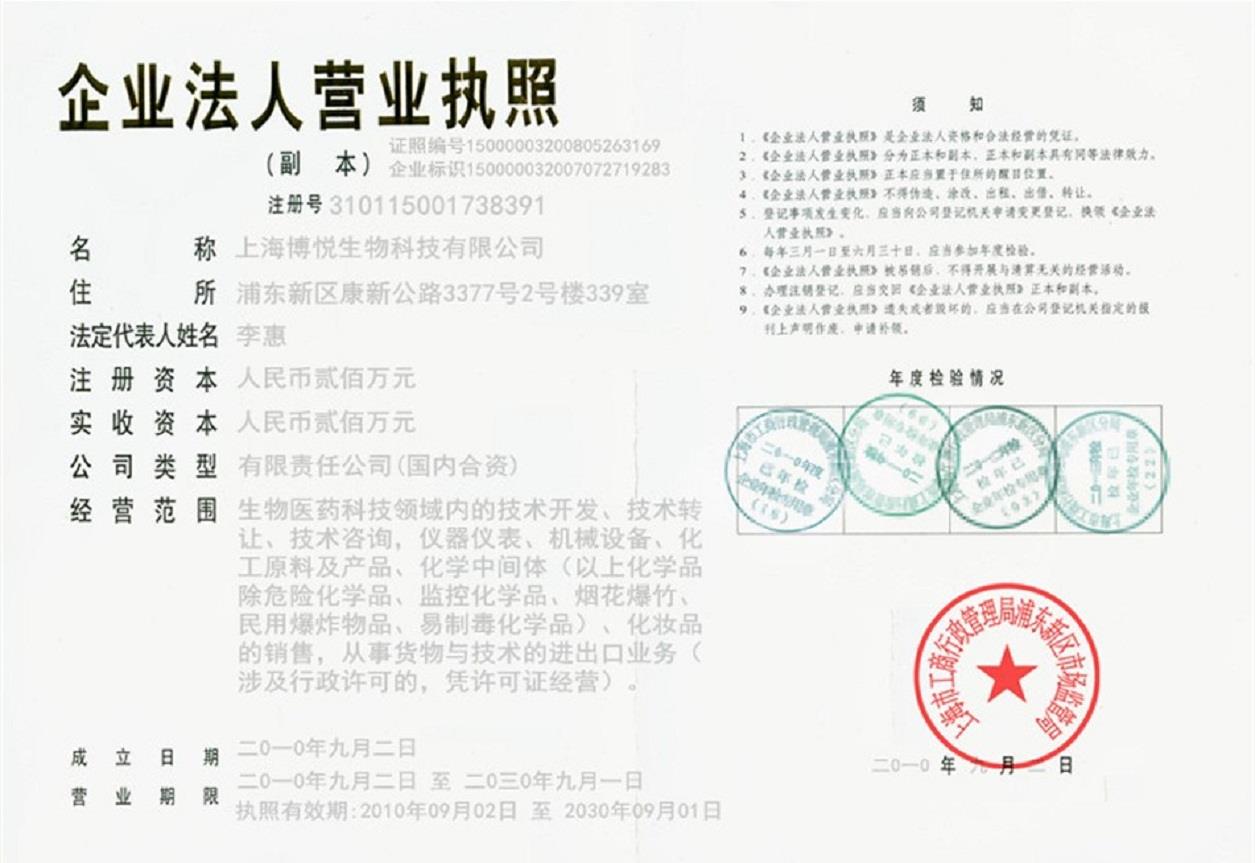 企业法人营业执照
(副 本)
证照编号15000003200805263169
企业标识150000032007072719283
注册号 310115001738391
名 称 上海博悦生物科技有限公司
住 所 浦东新区康新公路3377号2号楼339室
法定代表人姓名 李惠
注册资本 人民币贰佰万元
实收资本 人民币贰佰万元
公司类型 有限责任公司(国内合资)
经营范围 生物医药科技领域内的技术开发、技术转
让、技术咨询，仪器仪表、机械设备、化
工原料及产品、化学中间体（以上化学品
除危险化学品、监控化学品、烟花爆竹、
民用爆炸物品、易制毒化学品）、化妆品
的销售，从事货物与技术的进出口业务（
涉及行政许可的，凭许可证经营）。
成立日期 二0一0年九月二日
营业期限 二0一0年九月二日 至 二0三0年九月一日
执照有效期:2010年09月02日 至 2030年09月01日
须 知
1．《企业法人营业执照》是企业法人资格和合法经营的凭证。
2．《企业法人营业执照》分为正本和副本，正本和副本具有同等法律效力。
3．《企业法人营业执照》正本应当置于住所的醒目位置。
4．《企业法人营业执照》不得伪造、涂改、出租、出借、转让。
5．登记事项发生变化，应当向公司登记机关申请变更登记，换领《企业法
人营业执照》。
6．每年三月一日至六月三十日，应当参加年度检验。
7．《企业法人营业执照》被吊销后，不得开展与清算无关的经营活动。
8．办理注销登记，应当交回《企业法人营业执照》正本和副本。
9．《企业法人营业执照》遗失或者毁坏的，应当在公司登记机关指定的报
刊上声明作废，申请补领。
年度检验情况
二0一0年度
已年检
企业年检专用章
上海市工商行政管理局浦东新区市场监管局
二0一0 年 九 月 二 日